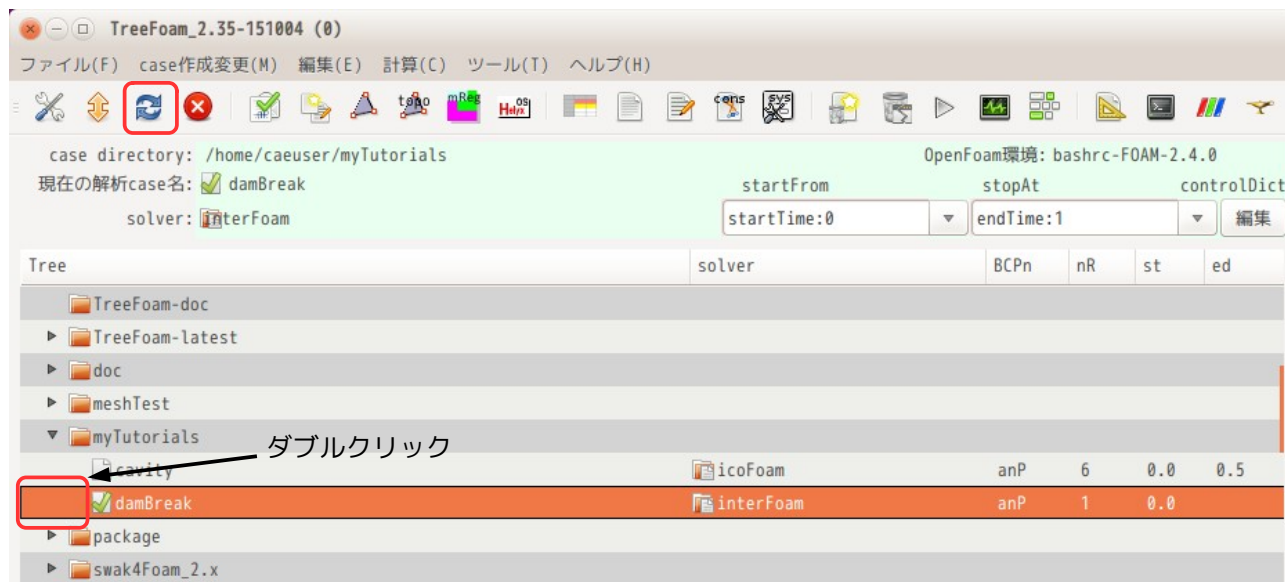 TreeFoam_2.35-151004 (0)
ファイル(F) case作成変更(M) 編集(E) 計算(C) ツール(T) ヘルプ(H)
topo mReg Helyx OS cons sys
case directory: /home/caeuser/myTutorials OpenFoam環境: bashrc-FOAM-2.4.0
現在の解析case名: damBreak startFrom stopAt controlDict
solver: interFoam startTime:0 endTime:1 編集
Tree solver BCPn nR st ed
TreeFoam-doc
TreeFoam-latest
doc
meshTest
myTutorials
ダブルクリック
cavity icoFoam anP 6 0.0 0.5
damBreak interFoam anP 1 0.0
package
swak4Foam_2.x